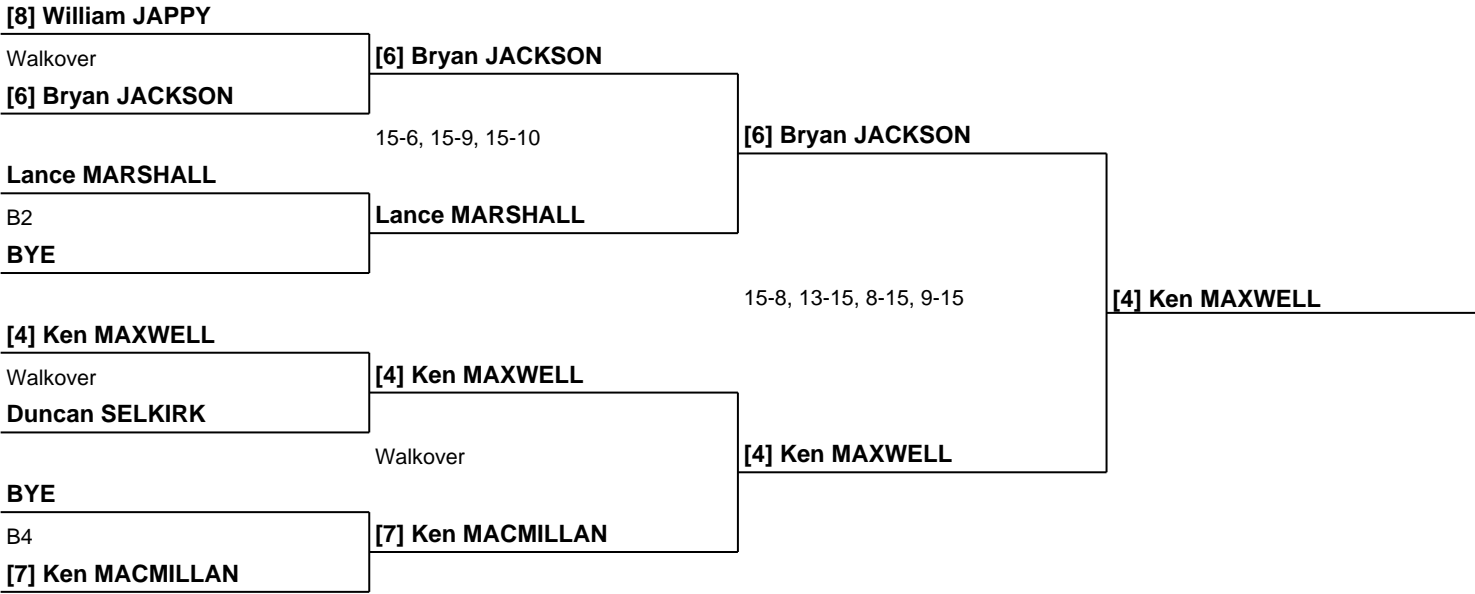 [8] William JAPPY
Walkover
[6] Bryan JACKSON
[6] Bryan JACKSON
15-6, 15-9, 15-10
[6] Bryan JACKSON
Lance MARSHALL
B2
Lance MARSHALL
BYE
15-8, 13-15, 8-15, 9-15
[4] Ken MAXWELL
[4] Ken MAXWELL
Walkover
[4] Ken MAXWELL
Duncan SELKIRK
Walkover
[4] Ken MAXWELL
BYE
B4
[7] Ken MACMILLAN
[7] Ken MACMILLAN